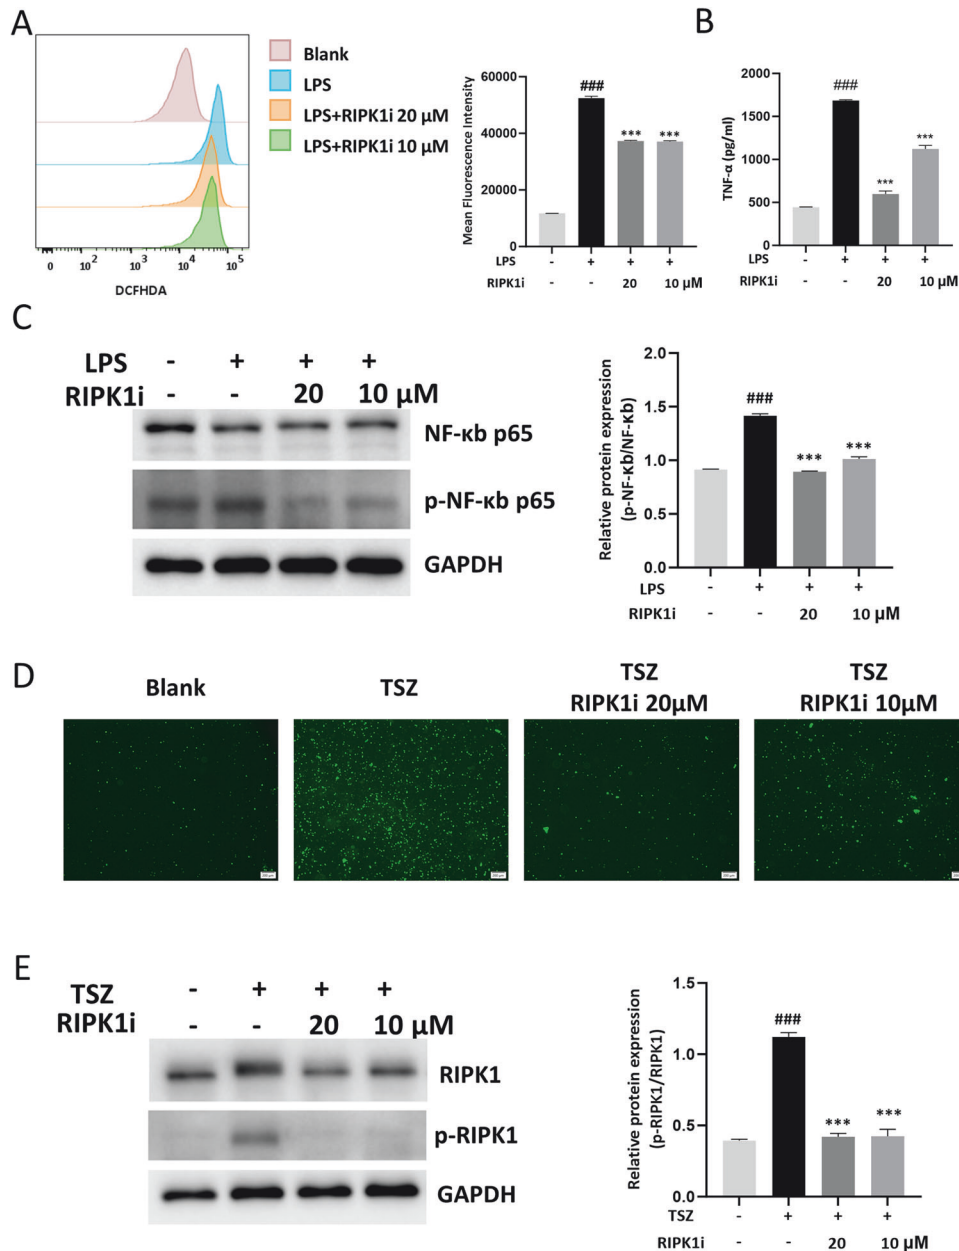 A
Blank
LPS
LPS+RIPK1i 20 μM
LPS+RIPK1i 10 μM
0 10² 10³ 10⁴ 10⁵
DCFHDA
Mean Fluorescence Intensity
60000
40000
20000
0
###
*** ***
LPS - + + +
RIPK1i - - 20 10 μM
B
TNF-α (pg/ml)
2000
1500
1000
500
0
###
***
***
LPS - + + +
RIPK1i - - 20 10 μM
C
LPS - + + +
RIPK1i - - 20 10 μM
NF-κb p65
p-NF-κb p65
GAPDH
Relative protein expression
(p-NF-κb/NF-κb)
2.0
1.5
1.0
0.5
0.0
###
*** ***
LPS - + + +
RIPK1i - - 20 10 μM
D
Blank
TSZ
TSZ
RIPK1i 20μM
TSZ
RIPK1i 10μM
E
TSZ - + + +
RIPK1i - - 20 10 μM
RIPK1
p-RIPK1
GAPDH
Relative protein expression
(p-RIPK1/RIPK1)
1.5
1.0
0.5
0.0
###
*** ***
TSZ - + + +
RIPK1i - - 20 10 μM